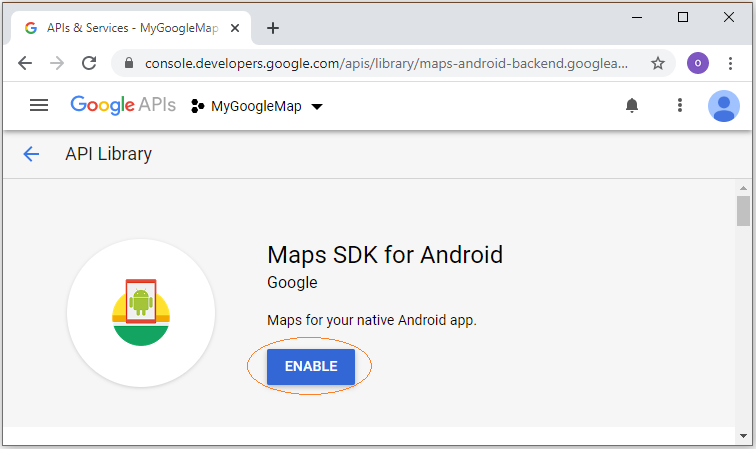 APIs & Services - MyGoogleMap
console.developers.google.com/apis/library/maps-android-backend.googlea...
O
Google APIs
MyGoogleMap
API Library
Maps SDK for Android
Google
Maps for your native Android app.
ENABLE